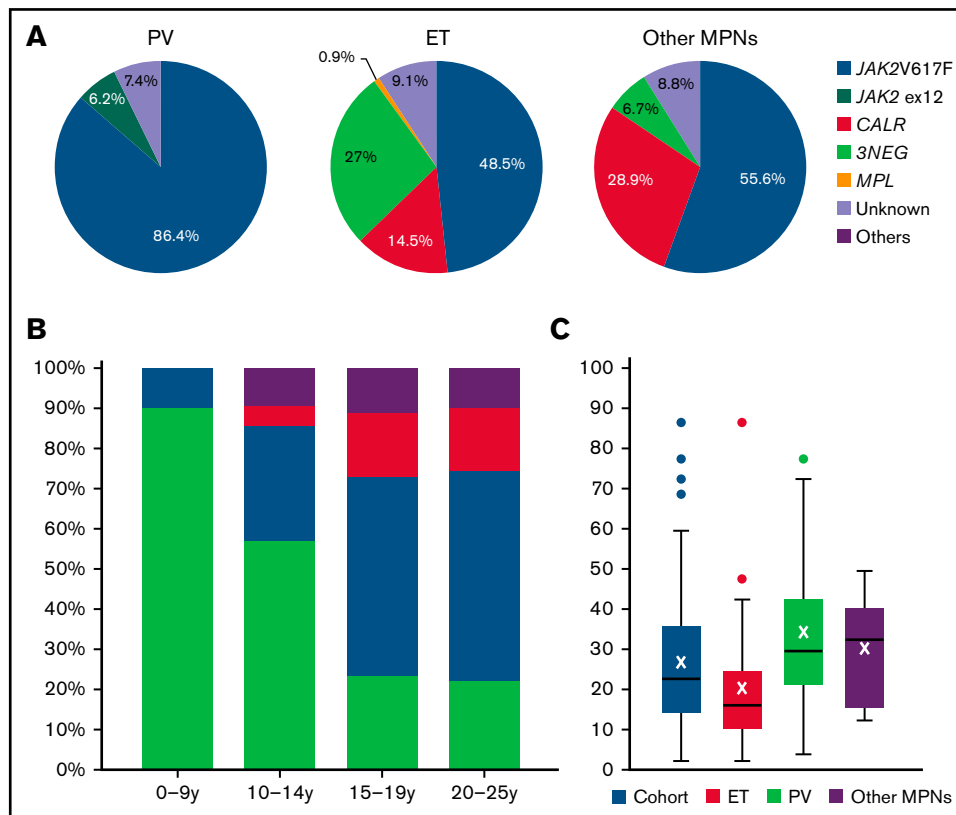 A
PV
ET
Other MPNs
7.4%
6.2%
86.4%
0.9%
9.1%
27%
48.5%
14.5%
8.8%
6.7%
28.9%
55.6%
JAK2V617F
JAK2 ex12
CALR
3NEG
MPL
Unknown
Others
B
100%
90%
80%
70%
60%
50%
40%
30%
20%
10%
0%
0–9y
10–14y
15–19y
20–25y
C
100
90
80
70
60
50
40
30
20
10
0
x
x
x
x
Cohort
ET
PV
Other MPNs